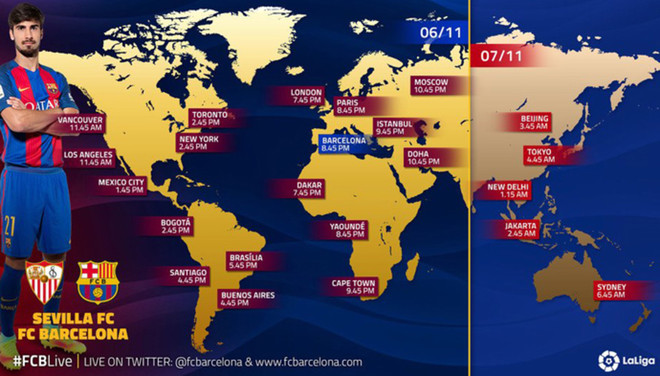 06/11
07/11
MOSCOW
10.45 PM
LONDON
7.45 PM
PARIS
8.45 PM
VANCOUVER
11.45 AM
TORONTO
2.45 PM
ISTANBUL
9.45 PM
BEIJING
3.45 AM
NEW YORK
2.45 PM
BARCELONA
8.45 PM
LOS ANGELES
11.45 AM
DOHA
10.45 PM
TOKYO
4.45 AM
MEXICO CITY
1.45 PM
DAKAR
7.45 PM
NEW DELHI
1.15 AM
BOGOTÁ
2.45 PM
YAOUNDÉ
8.45 PM
JAKARTA
2.45 AM
BRASÍLIA
5.45 PM
SANTIAGO
4.45 PM
CAPE TOWN
9.45 PM
SYDNEY
6.45 AM
BUENOS AIRES
4.45 PM
QATAR
21
FCB
SEVILLA FC
FC BARCELONA
#FCBLive | LIVE ON TWITTER: @fcbarcelona & www.fcbarcelona.com
LaLiga